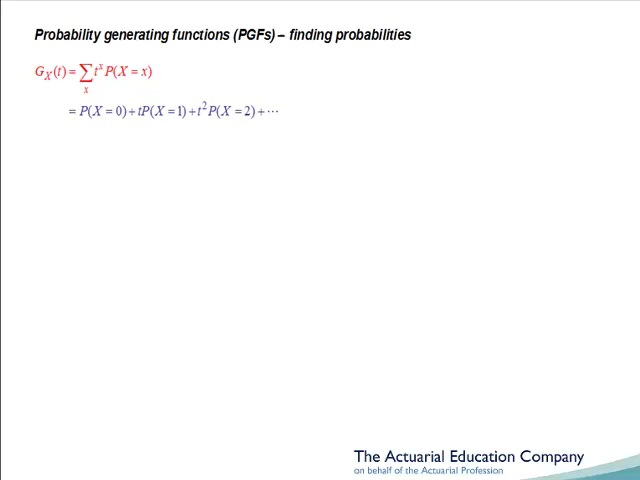 Probability generating functions (PGFs) – finding probabilities
G_X(t) = ∑_x t^x P(X = x)
= P(X = 0) + tP(X = 1) + t^2 P(X = 2) + ⋯
The Actuarial Education Company
on behalf of the Actuarial Profession